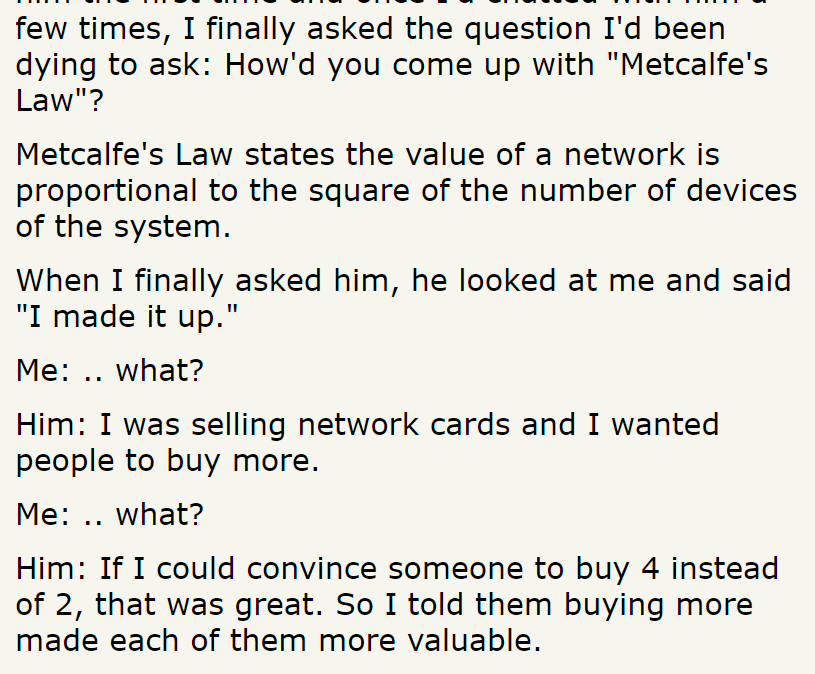 few times, I finally asked the question I'd been
dying to ask: How'd you come up with "Metcalfe's
Law"?
Metcalfe's Law states the value of a network is
proportional to the square of the number of devices
of the system.
When I finally asked him, he looked at me and said
"I made it up."
Me: .. what?
Him: I was selling network cards and I wanted
people to buy more.
Me: .. what?
Him: If I could convince someone to buy 4 instead
of 2, that was great. So I told them buying more
made each of them more valuable.